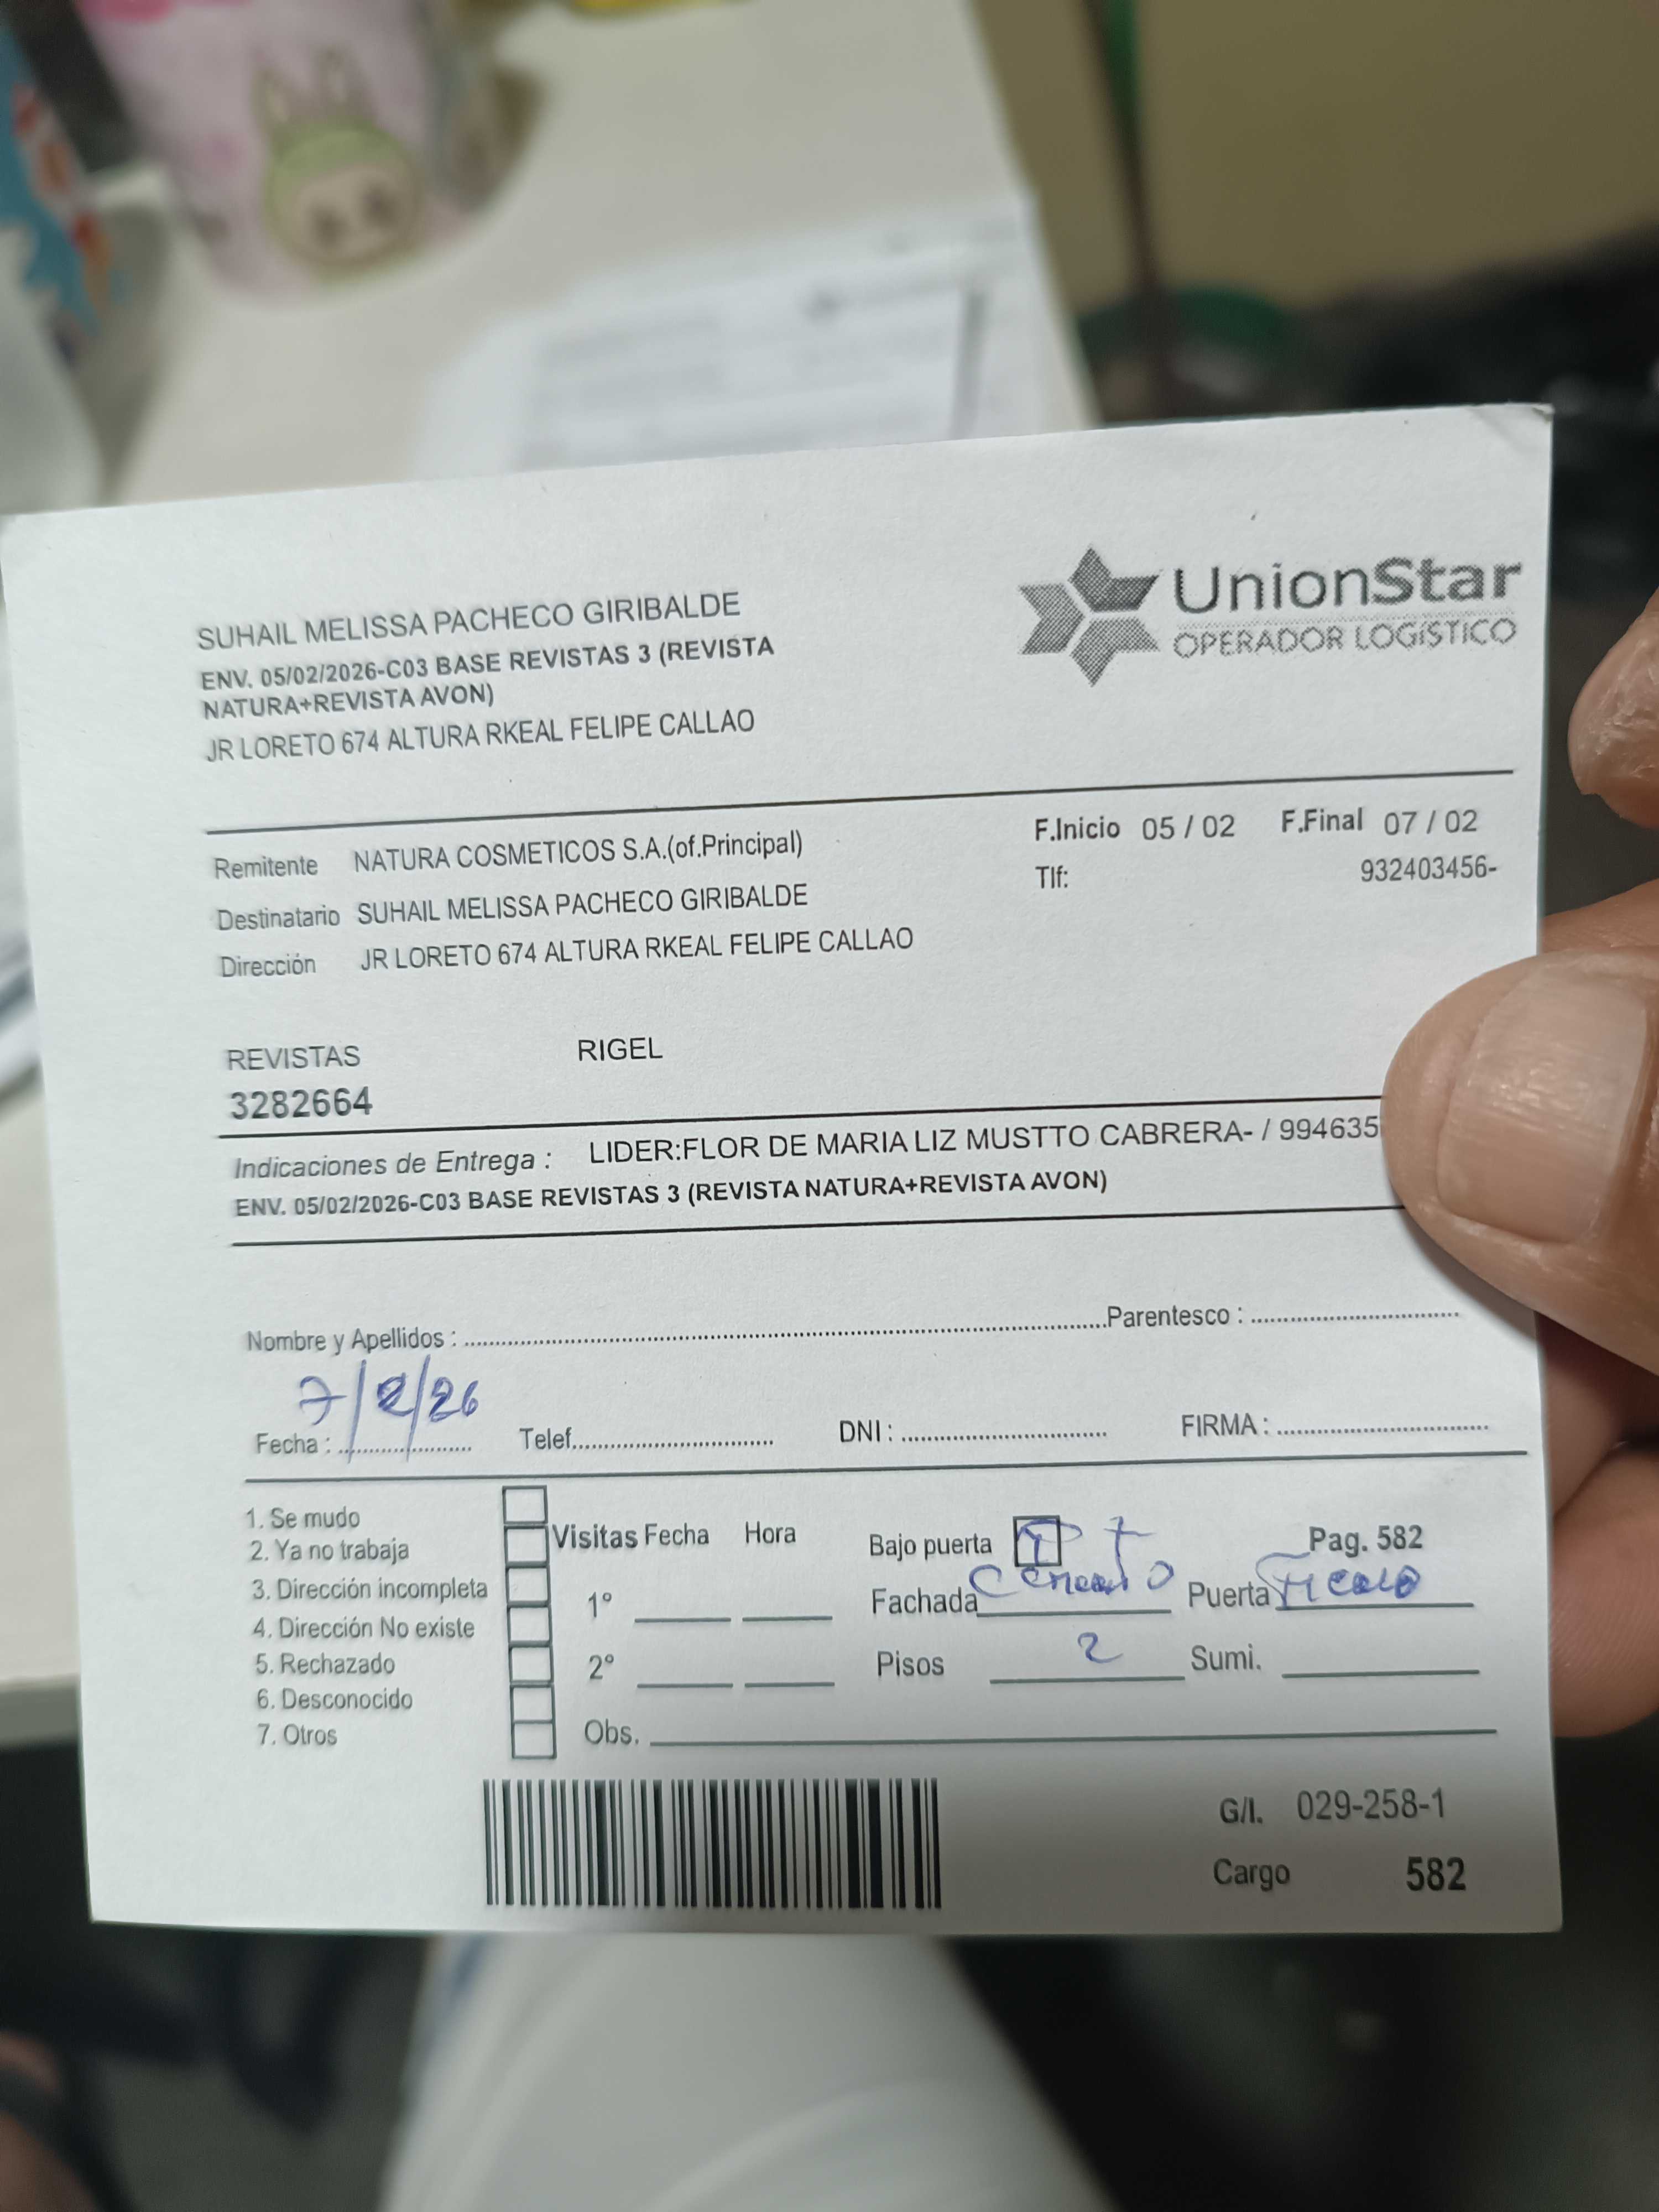 SUHAIL MELISSA PACHECO GIRIBALDE
ENV. 05/02/2026-C03 BASE REVISTAS 3 (REVISTA
NATURA+REVISTA AVON)
JR LORETO 674 ALTURA RKEAL FELIPE CALLAO
UnionStar
OPERADOR LOGíSTICO
Remitente NATURA COSMETICOS S.A.(of.Principal)
F.Inicio 05 / 02 F.Final 07 / 02
Destinatario SUHAIL MELISSA PACHECO GIRIBALDE
Tlf: 932403456-
Dirección JR LORETO 674 ALTURA RKEAL FELIPE CALLAO
REVISTAS RIGEL
3282664
Indicaciones de Entrega : LIDER:FLOR DE MARIA LIZ MUSTTO CABRERA- / 994635
ENV. 05/02/2026-C03 BASE REVISTAS 3 (REVISTA NATURA+REVISTA AVON)
Nombre y Apellidos : Parentesco :
7/2/26
Fecha : Telef. DNI : FIRMA :
1. Se mudo
2. Ya no trabaja
3. Dirección incompleta
4. Dirección No existe
5. Rechazado
6. Desconocido
7. Otros
Visitas Fecha Hora
1°
2°
Obs.
Bajo puerta
Pag. 582
Fachada Cemento Puerta
Pisos 2 Sumi.
G/I. 029-258-1
Cargo 582